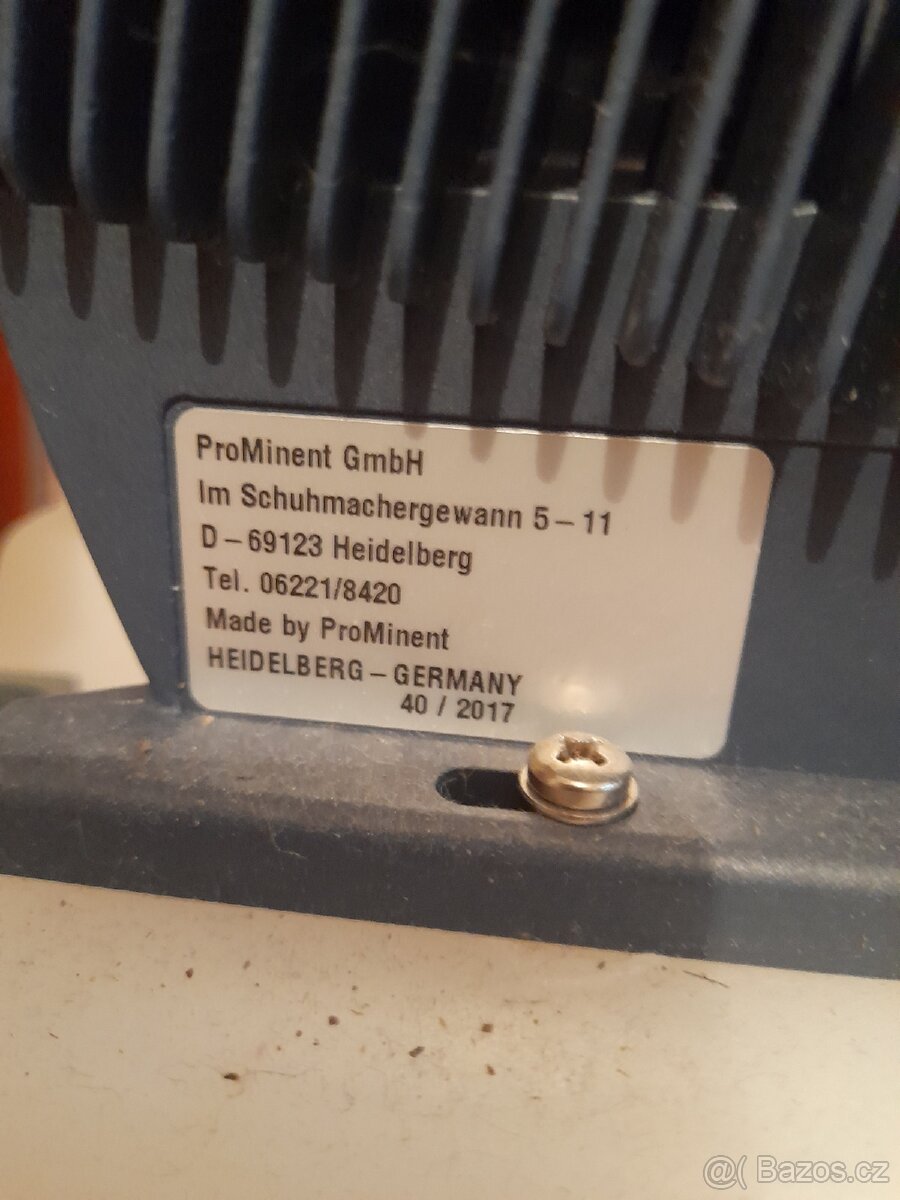 ProMinent GmbH
Im Schuhmachergewann 5 – 11
D – 69123 Heidelberg
Tel. 06221/8420
Made by ProMinent
HEIDELBERG – GERMANY
40 / 2017
@( Bazos.cz